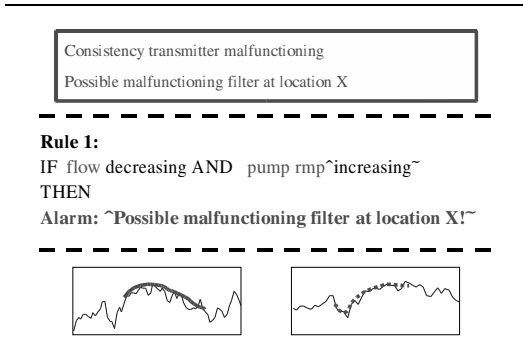 Consistency transmitter malfunctioning
Possible malfunctioning filter at location X
Rule 1:
IF flow decreasing AND pump rmp^increasing~
THEN
Alarm: ^Possible malfunctioning filter at location X!~